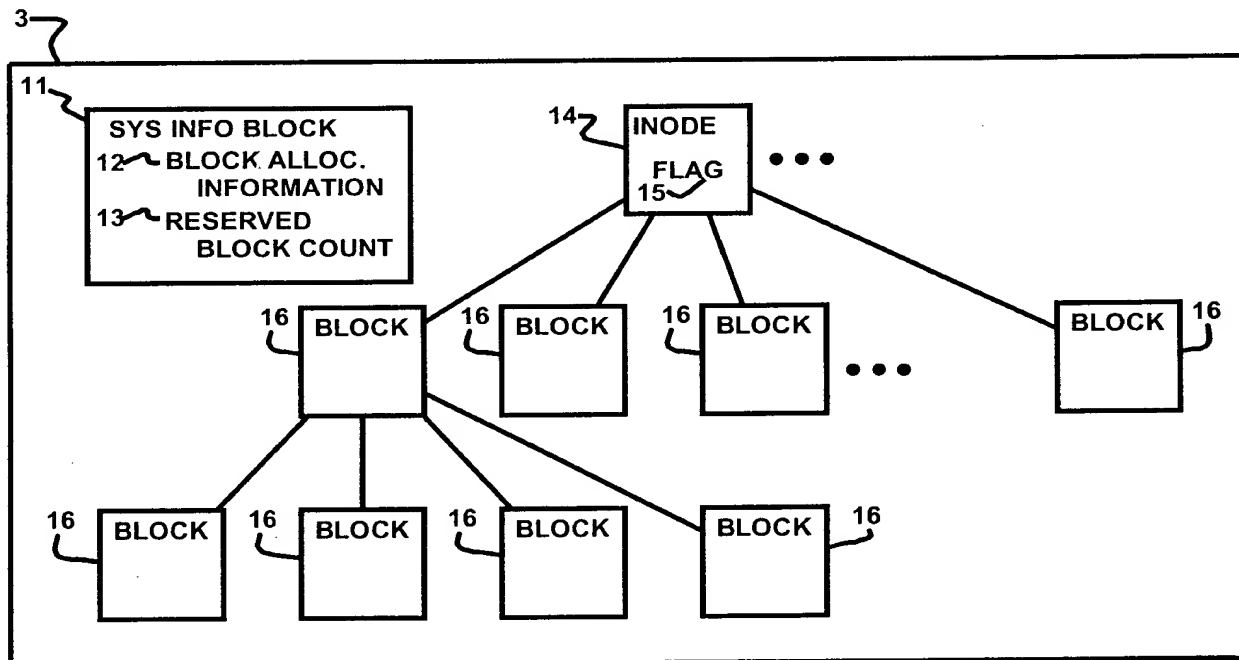 3
11
SYS INFO BLOCK
12 BLOCK ALLOC.
INFORMATION
13 RESERVED
BLOCK COUNT
14
INODE
FLAG
15
16 BLOCK
16 BLOCK
16 BLOCK
BLOCK 16
16 BLOCK
16 BLOCK
16 BLOCK
BLOCK 16